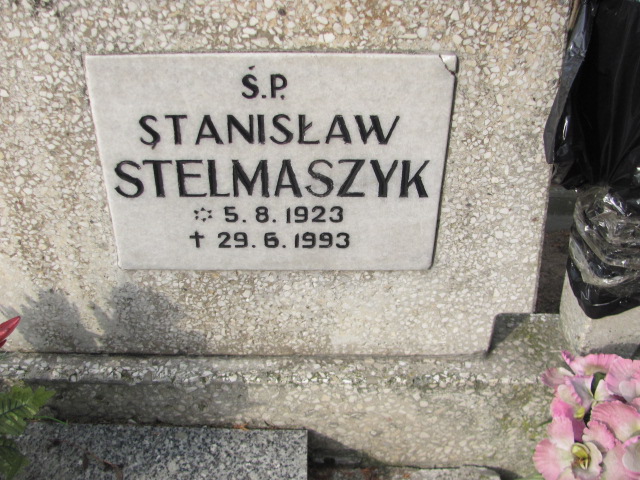 Ś.P.
STANISŁAW
STELMASZYK
* 5.8.1923
✝ 29.6.1993